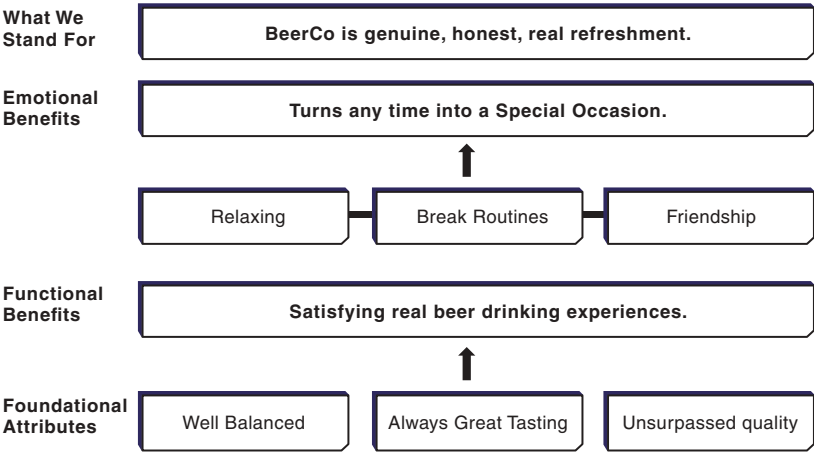 What We
Stand For
BeerCo is genuine, honest, real refreshment.
Emotional
Benefits
Turns any time into a Special Occasion.
Relaxing
Break Routines
Friendship
Functional
Benefits
Satisfying real beer drinking experiences.
Foundational
Attributes
Well Balanced
Always Great Tasting
Unsurpassed quality